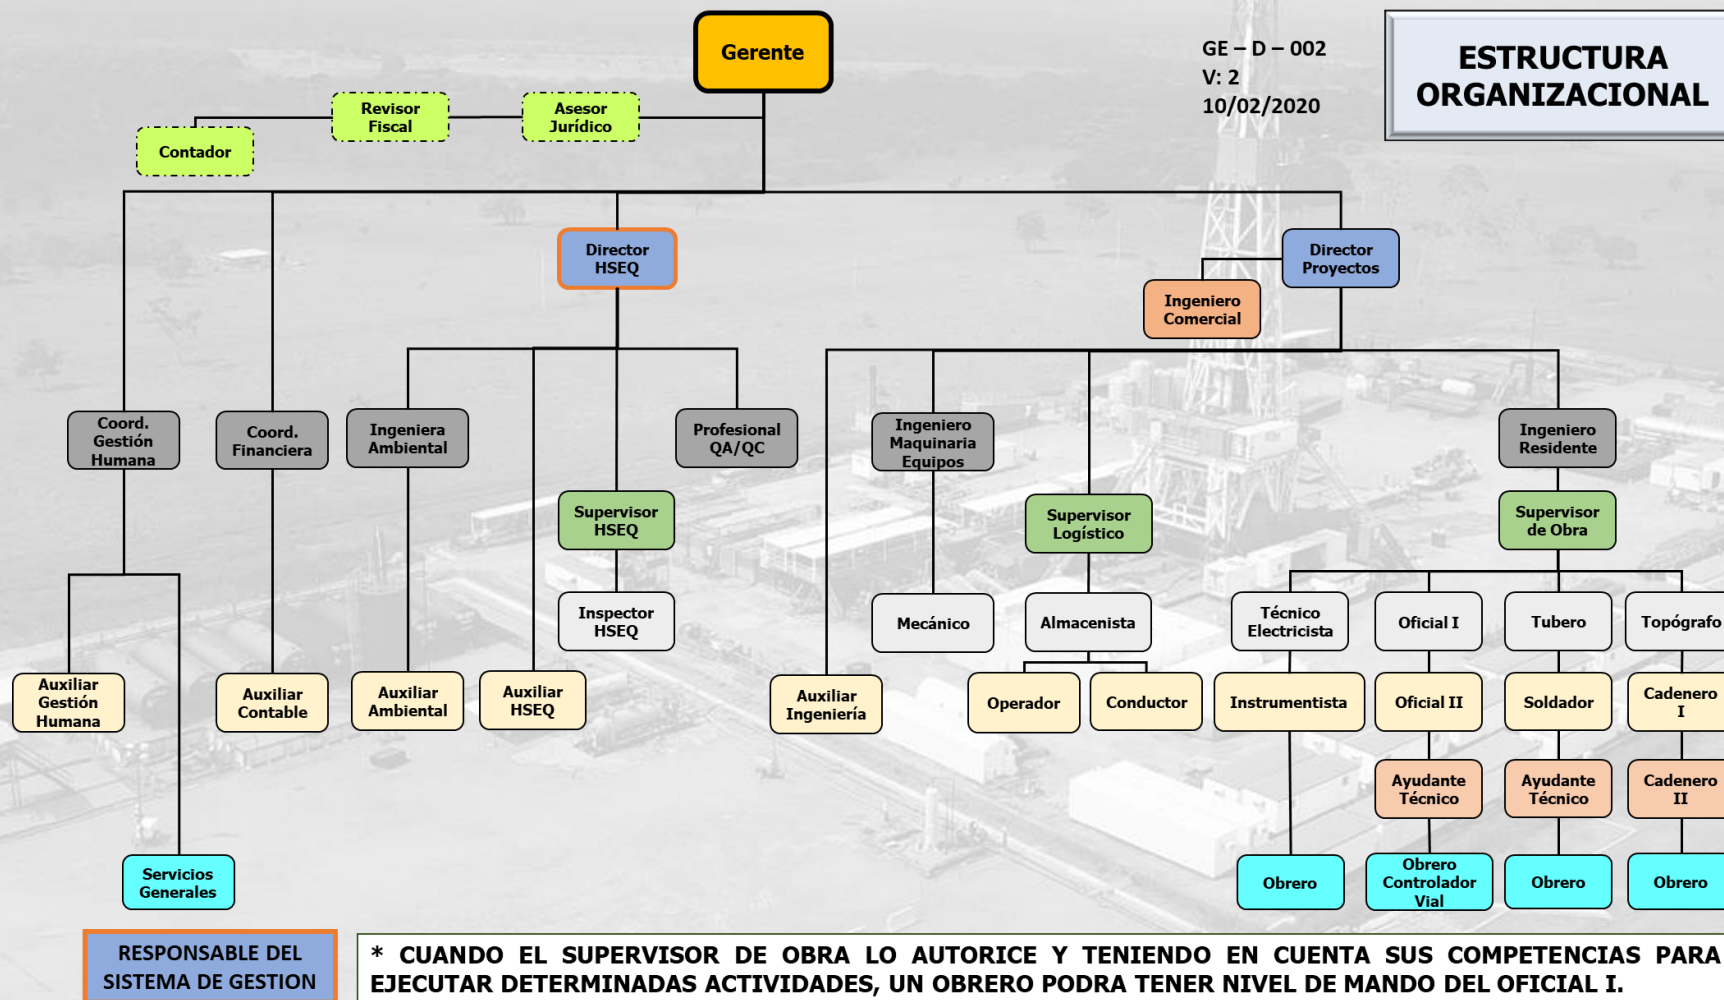 Gerente
GE – D – 002
V: 2
10/02/2020
ESTRUCTURA
ORGANIZACIONAL
Revisor
Fiscal
Asesor
Jurídico
Contador
Director
HSEQ
Director
Proyectos
Ingeniero
Comercial
Coord.
Gestión
Humana
Coord.
Financiera
Ingeniera
Ambiental
Profesional
QA/QC
Ingeniero
Maquinaria
Equipos
Ingeniero
Residente
Supervisor
HSEQ
Supervisor
Logístico
Supervisor
de Obra
Inspector
HSEQ
Mecánico
Almacenista
Técnico
Electricista
Oficial I
Tubero
Topógrafo
Auxiliar
Gestión
Humana
Auxiliar
Contable
Auxiliar
Ambiental
Auxiliar
HSEQ
Auxiliar
Ingeniería
Operador
Conductor
Instrumentista
Oficial II
Soldador
Cadenero
I
Ayudante
Técnico
Ayudante
Técnico
Cadenero
II
Servicios
Generales
Obrero
Obrero
Controlador
Vial
Obrero
Obrero
RESPONSABLE DEL
SISTEMA DE GESTION
* CUANDO EL SUPERVISOR DE OBRA LO AUTORICE Y TENIENDO EN CUENTA SUS COMPETENCIAS PARA
EJECUTAR DETERMINADAS ACTIVIDADES, UN OBRERO PODRA TENER NIVEL DE MANDO DEL OFICIAL I.